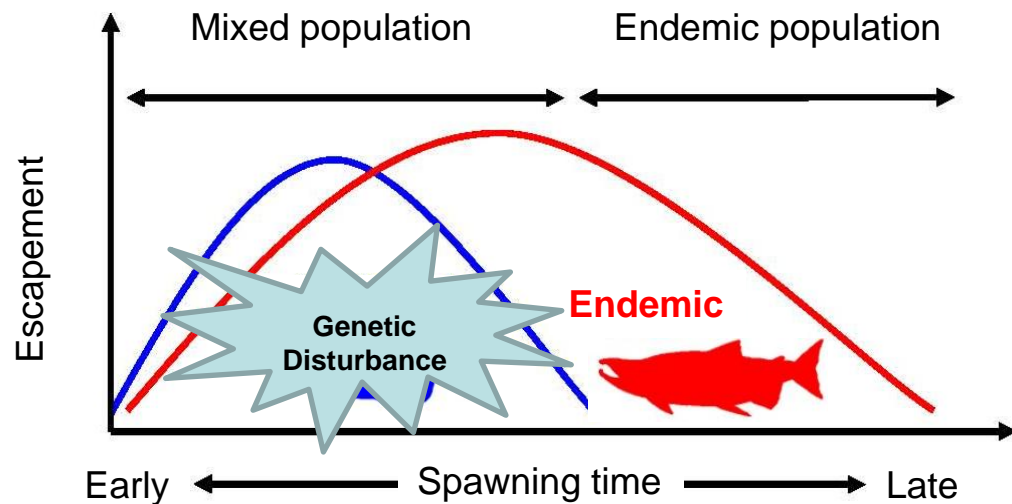 Mixed population
Endemic population
Escapement
Endemic
Genetic
Disturbance
Early
Spawning time
Late